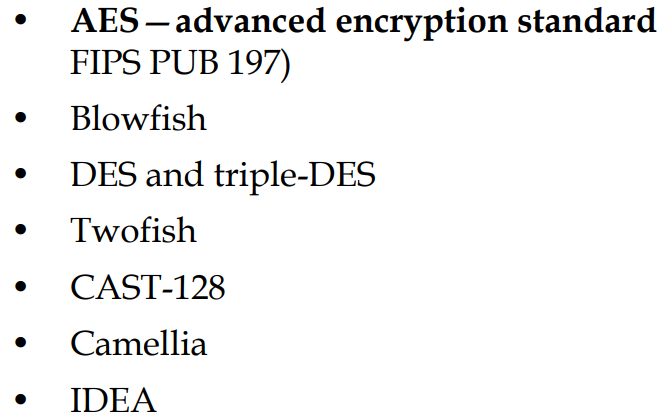 • AES—advanced encryption standard
FIPS PUB 197)
• Blowfish
• DES and triple-DES
• Twofish
• CAST-128
• Camellia
• IDEA